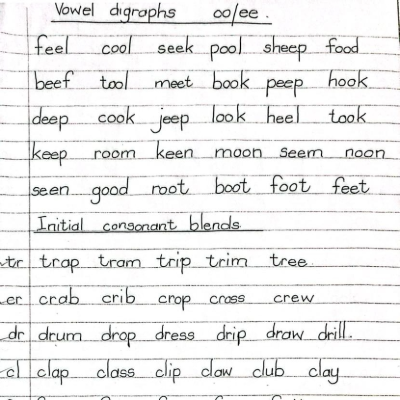 Vowel digraphs oo/ee.
feel cool seek pool sheep food
beef tool meet book peep hook
deep cook jeep look heel took
keep room keen moon seem noon
seen good root boot foot feet
Initial consonant blends
tr trap tram trip trim tree
cr crab crib crop cross crew
dr drum drop dress drip draw drill.
cl clap class clip claw club clay